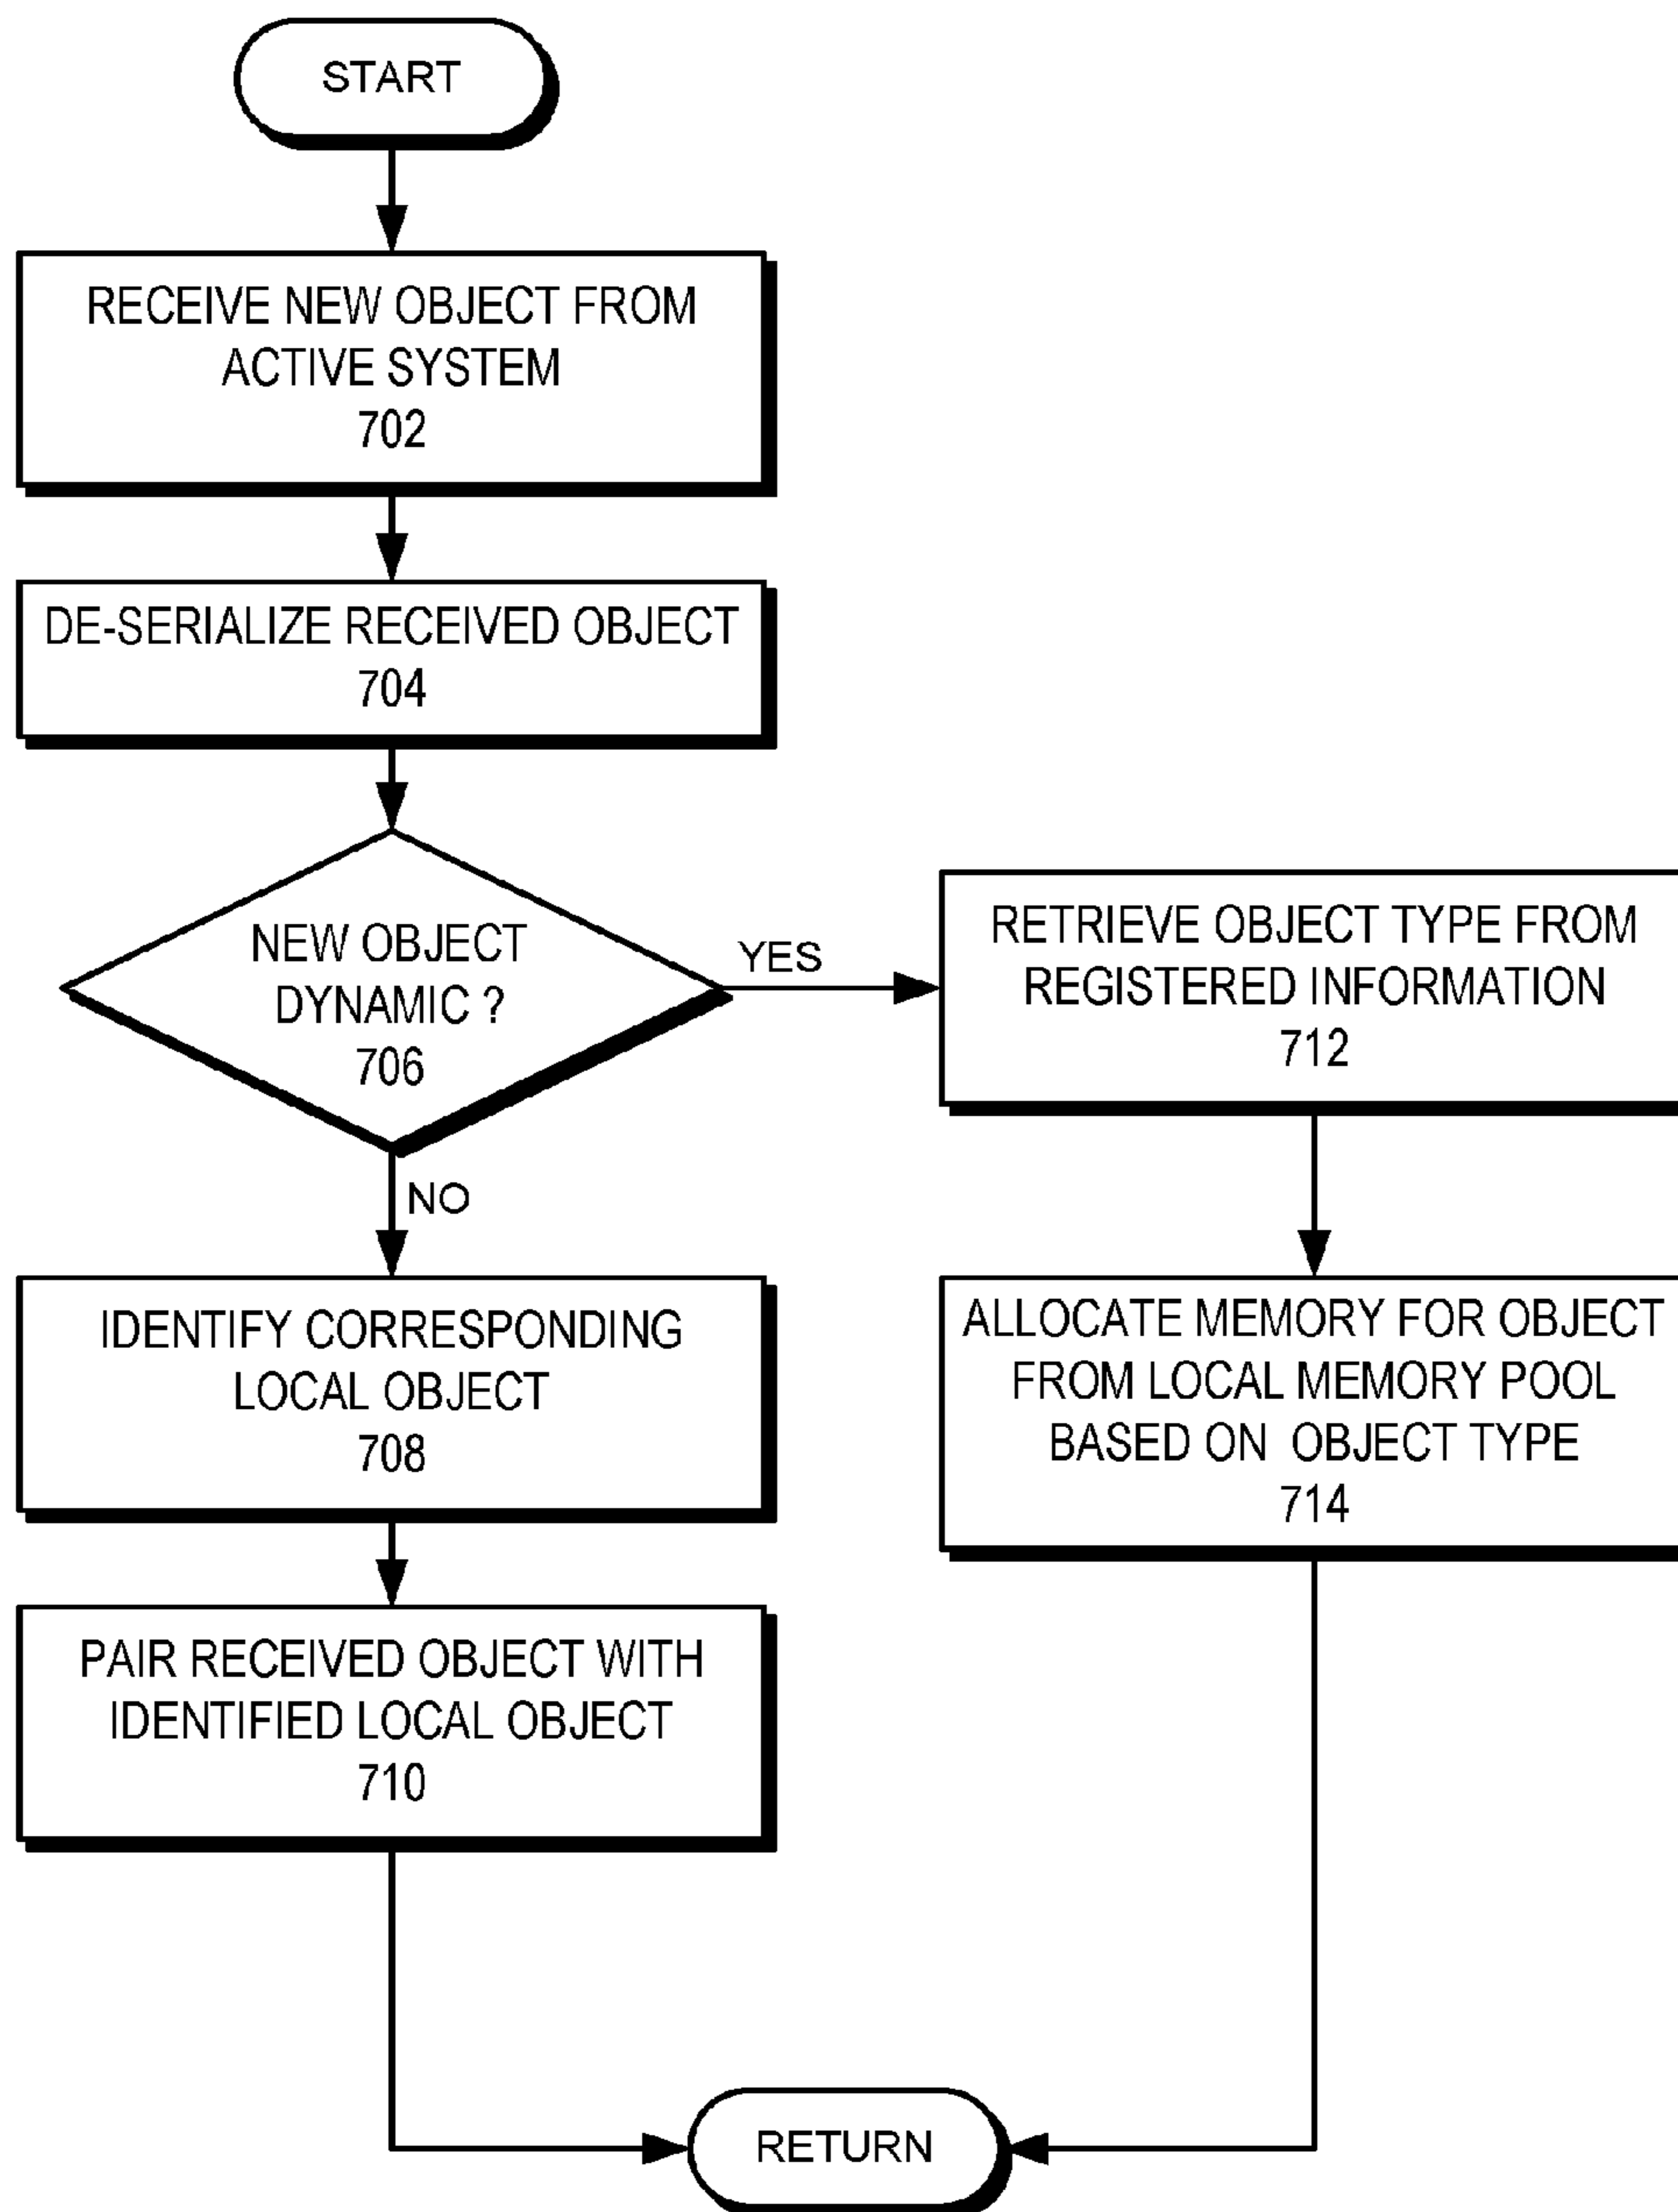 START
RECEIVE NEW OBJECT FROM
ACTIVE SYSTEM
702
DE-SERIALIZE RECEIVED OBJECT
704
NEW OBJECT
DYNAMIC ?
706
YES
NO
RETRIEVE OBJECT TYPE FROM
REGISTERED INFORMATION
712
IDENTIFY CORRESPONDING
LOCAL OBJECT
708
ALLOCATE MEMORY FOR OBJECT
FROM LOCAL MEMORY POOL
BASED ON OBJECT TYPE
714
PAIR RECEIVED OBJECT WITH
IDENTIFIED LOCAL OBJECT
710
RETURN